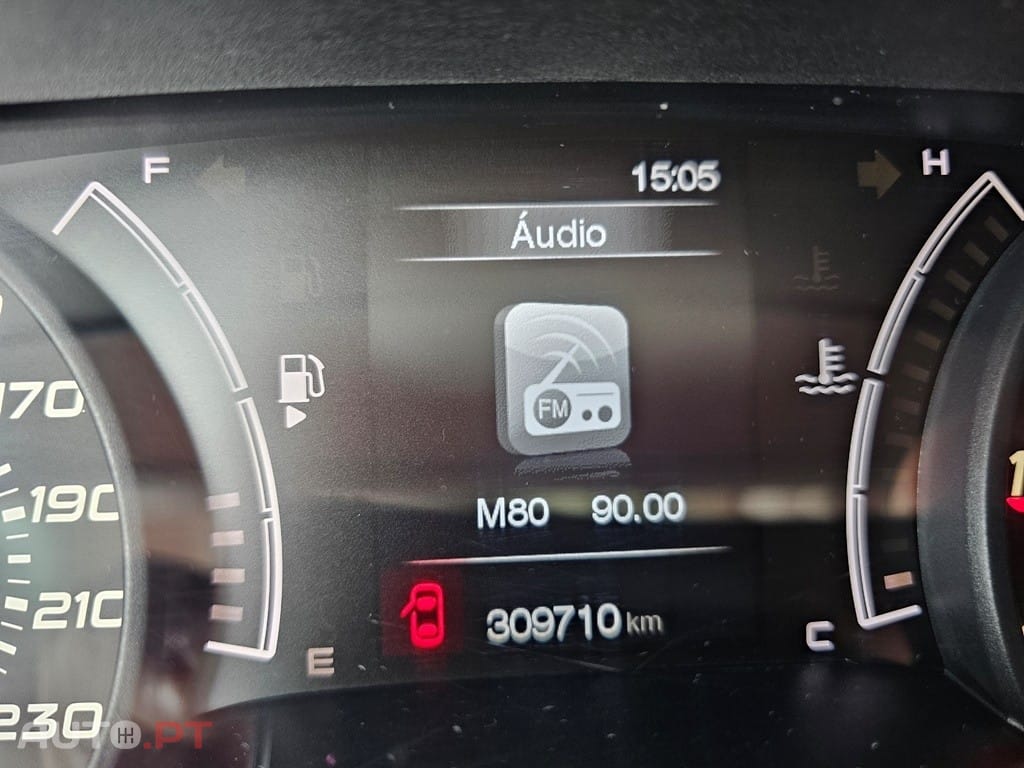 F
15:05
H
Áudio
170
FM
190
M80 90.00
210
309710 km
C
E
230
AUTO.PT